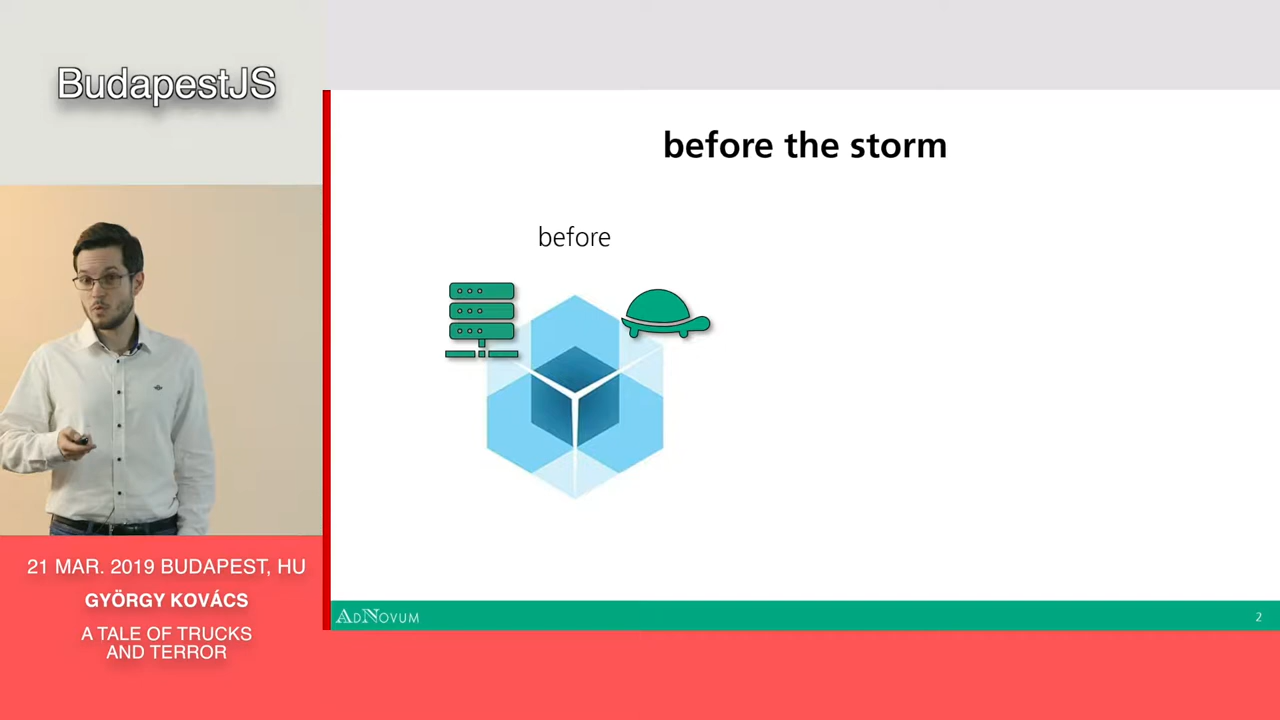 BudapestJS
before the storm
before
21 MAR. 2019 BUDAPEST, HU
GYÖRGY KOVÁCS
A TALE OF TRUCKS
AND TERROR
ADNOVUM
2